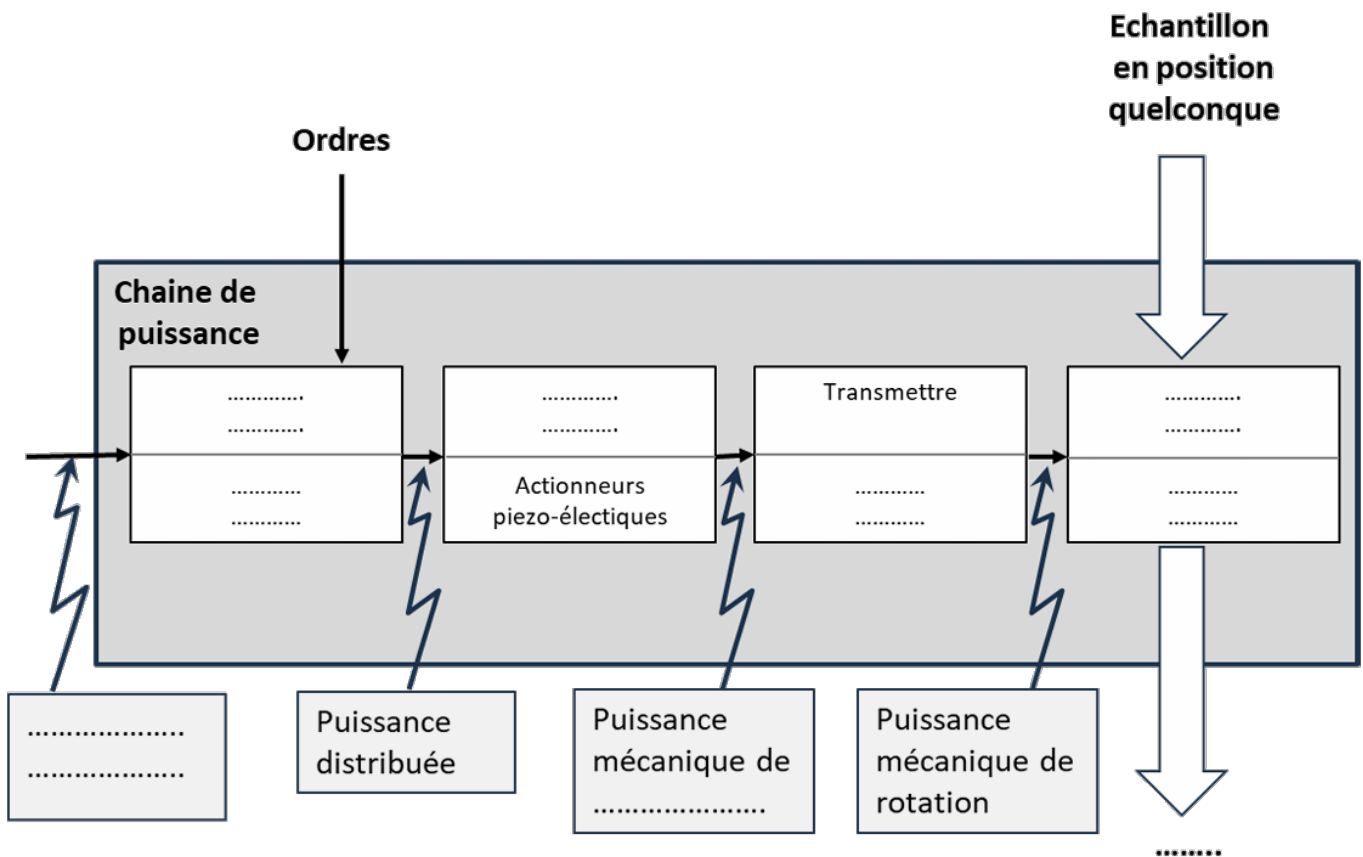 Echantillon
en position
quelconque
Ordres
Chaine de
puissance
………….
………….
…………
…………
………….
………….
Actionneurs
piezo-électiques
Transmettre
…………
…………
………….
………….
…………
…………
………………..
………………..
Puissance
distribuée
Puissance
mécanique de
………………….
Puissance
mécanique de
rotation
……..